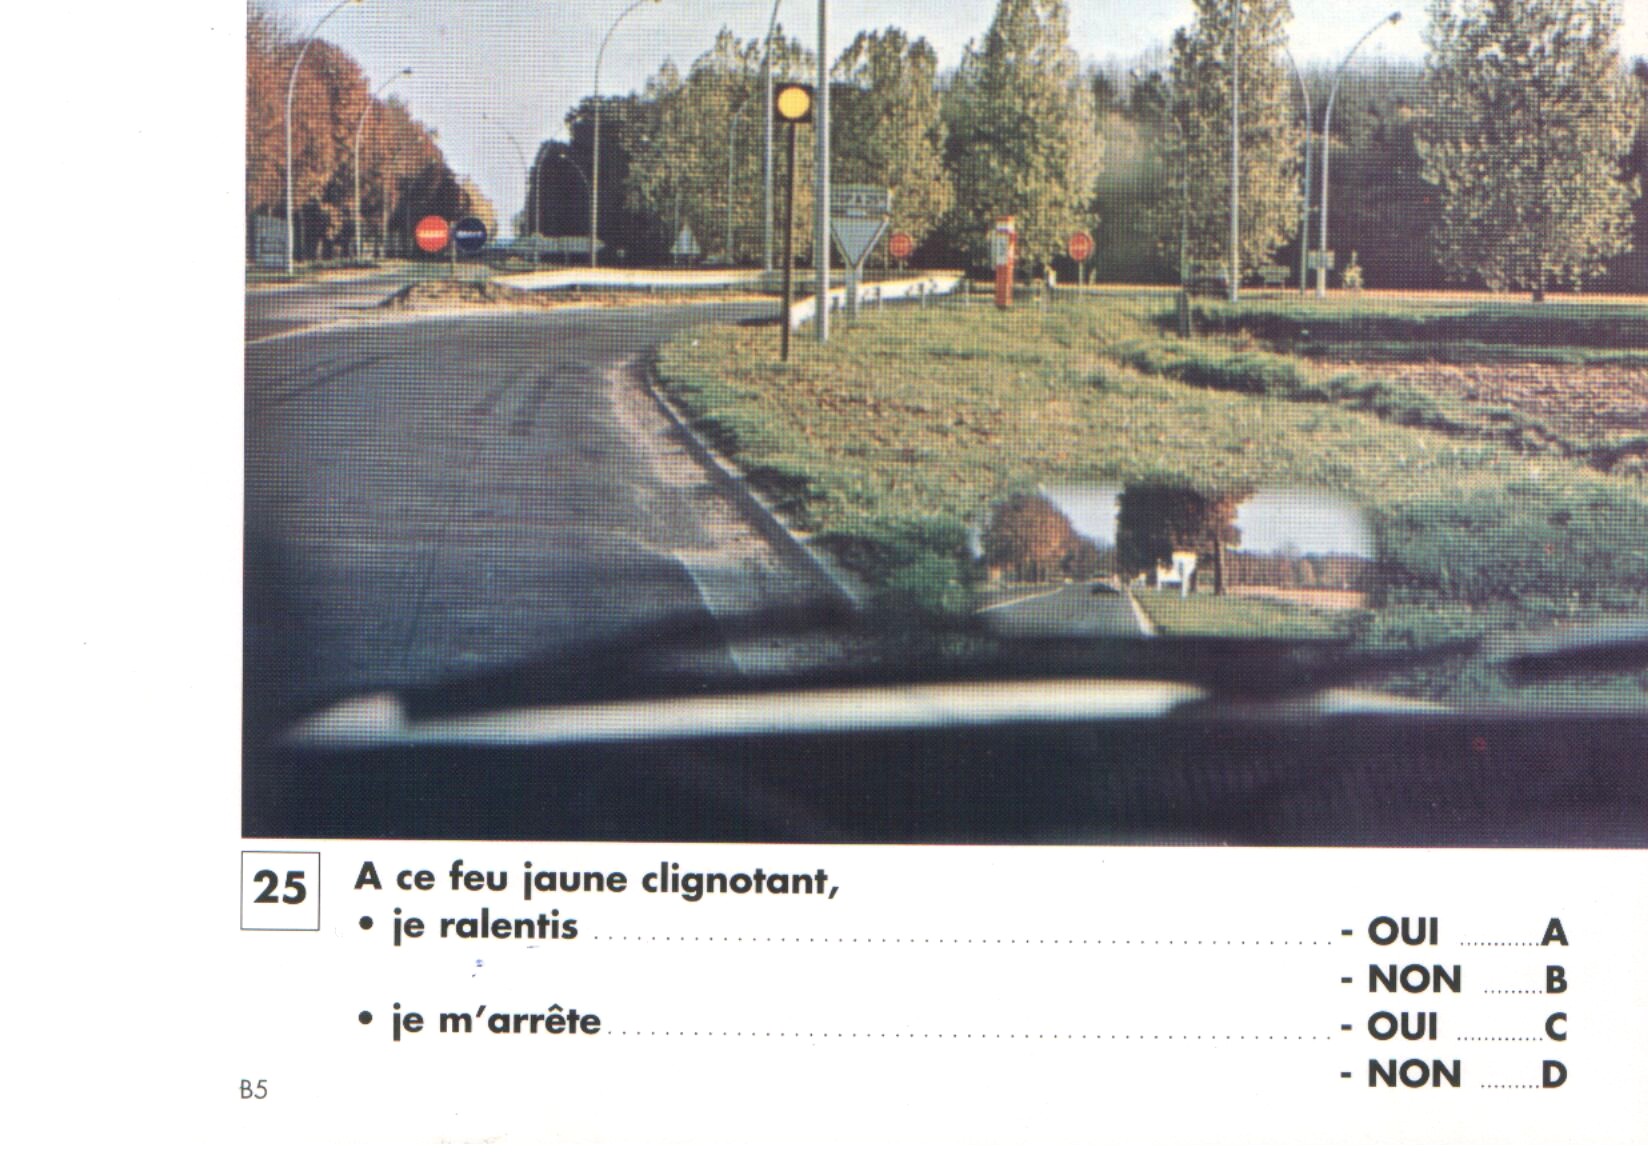 25 A ce feu jaune clignotant,
• je ralentis ........ - OUI ........A
- NON ........B
• je m'arrête ........ - OUI ........C
- NON ........D
B5